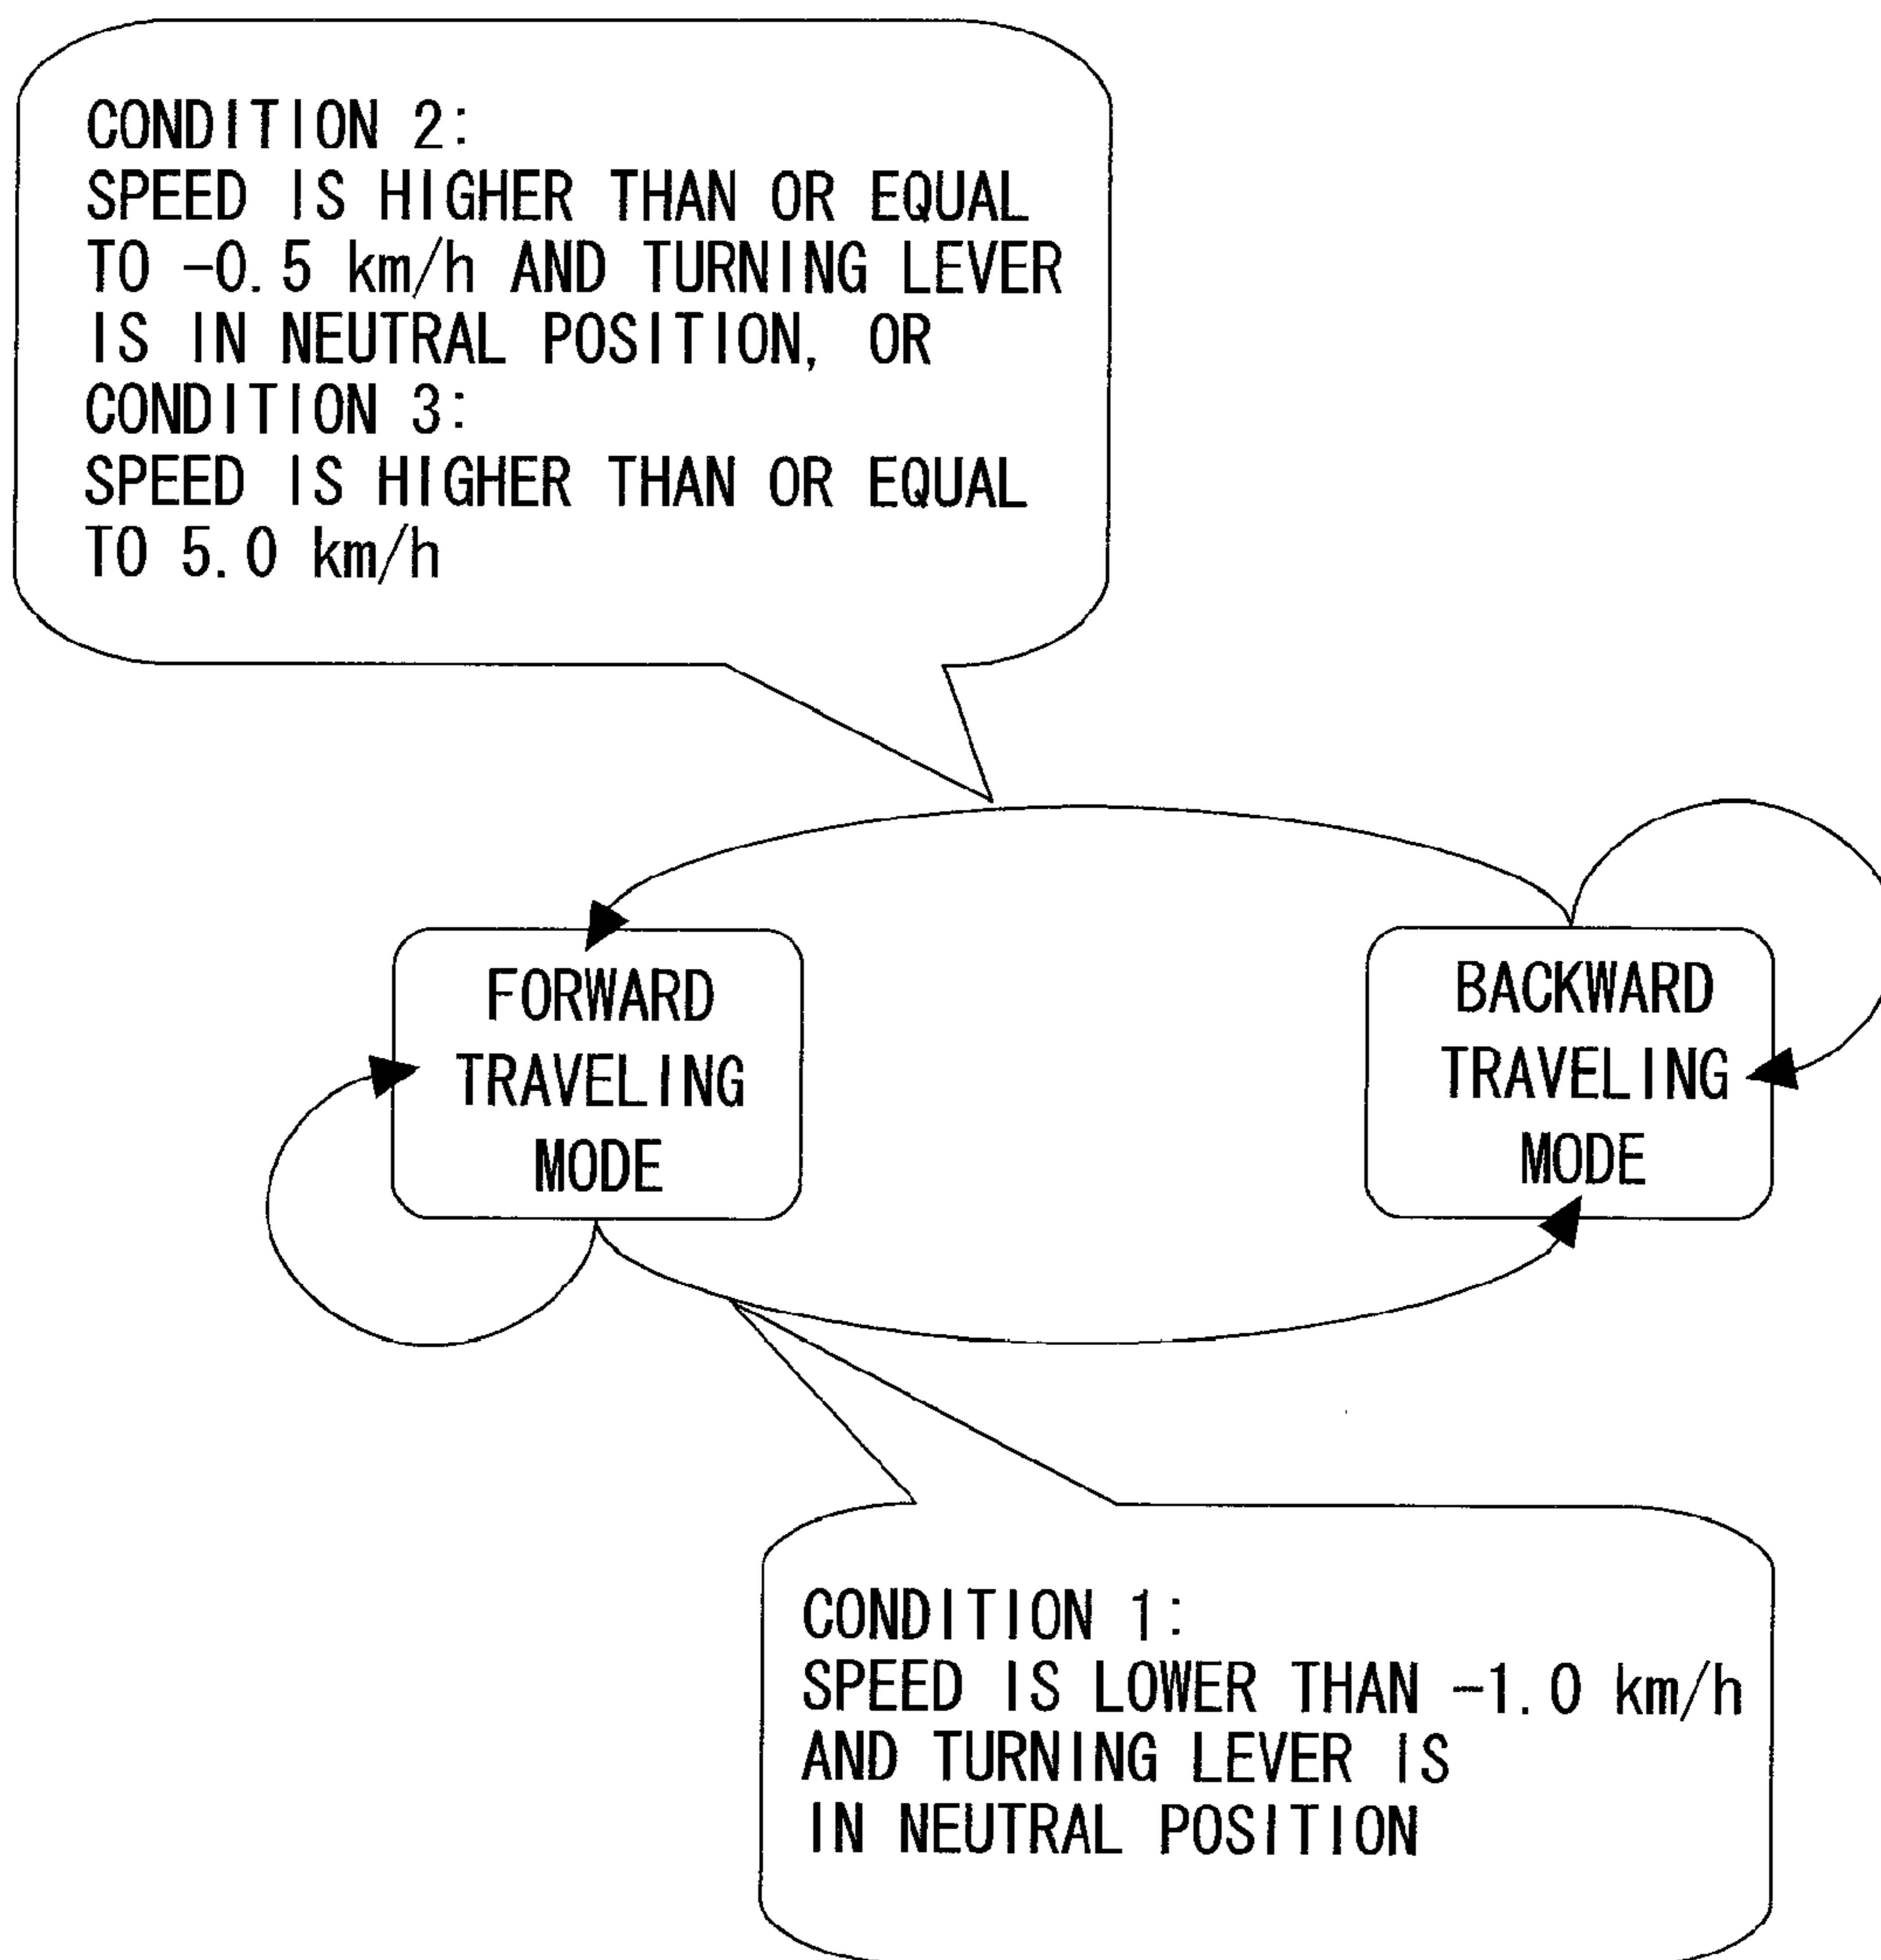 CONDITION 2:
SPEED IS HIGHER THAN OR EQUAL
TO -0.5 km/h AND TURNING LEVER
IS IN NEUTRAL POSITION, OR
CONDITION 3:
SPEED IS HIGHER THAN OR EQUAL
TO 5.0 km/h
FORWARD
TRAVELING
MODE
BACKWARD
TRAVELING
MODE
CONDITION 1:
SPEED IS LOWER THAN -1.0 km/h
AND TURNING LEVER IS
IN NEUTRAL POSITION